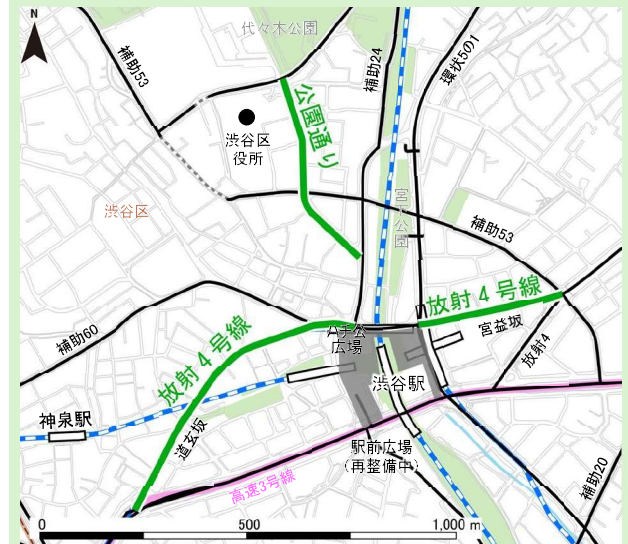 N
代々木公園
補助53
補助24
環状5の1
公園通り
渋谷区
役所
宮下
公園
渋谷区
補助53
放射4号線
宮益坂
放射4
補助60
放射4号線
ハチ公
広場
渋谷駅
神泉駅
道玄坂
駅前広場
(再整備中)
高速3号線
補助20
0 500 1,000 m